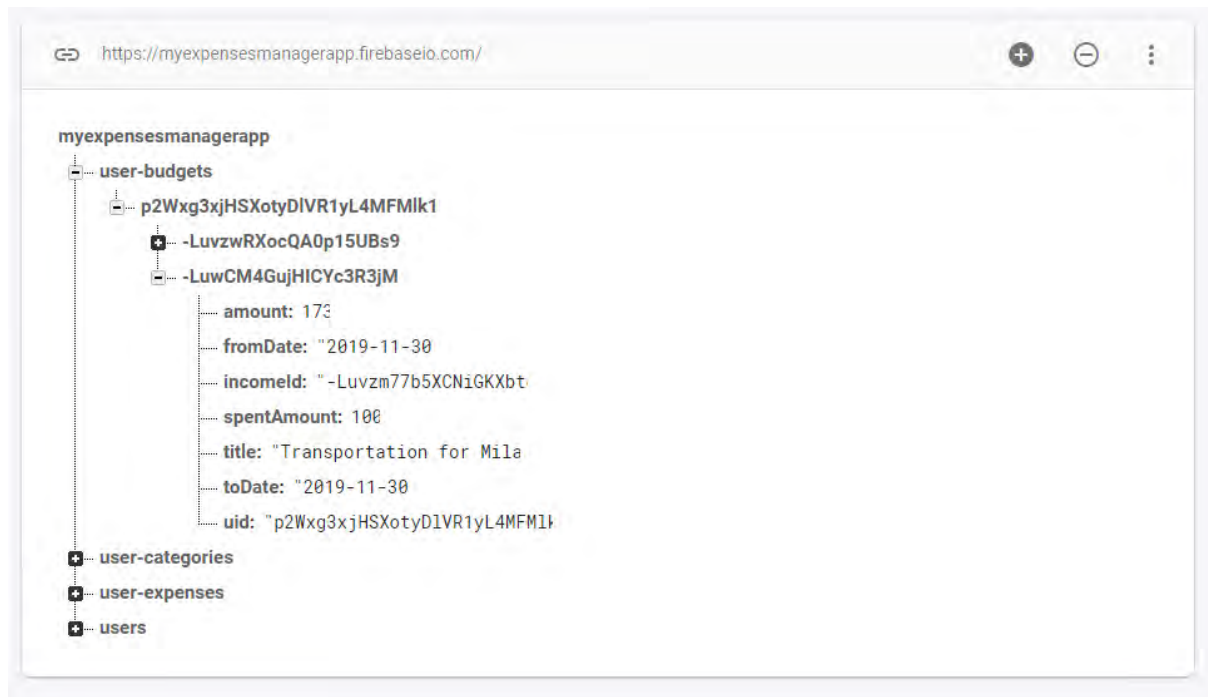 https://myexpensesmanagerapp.firebaseio.com/
myexpensesmanagerapp
user-budgets
p2Wxg3xjHSXotyDlVR1yL4MFMlk1
-LuvzwRXocQA0p15UBs9
-LuwCM4GujHICYc3R3jM
amount: 173
fromDate: "2019-11-30
incomeId: "-Luvzm77b5XCNiGKXbt
spentAmount: 100
title: "Transportation for Mila
toDate: "2019-11-30
uid: "p2Wxg3xjHSXotyDlVR1yL4MFMlk
user-categories
user-expenses
users